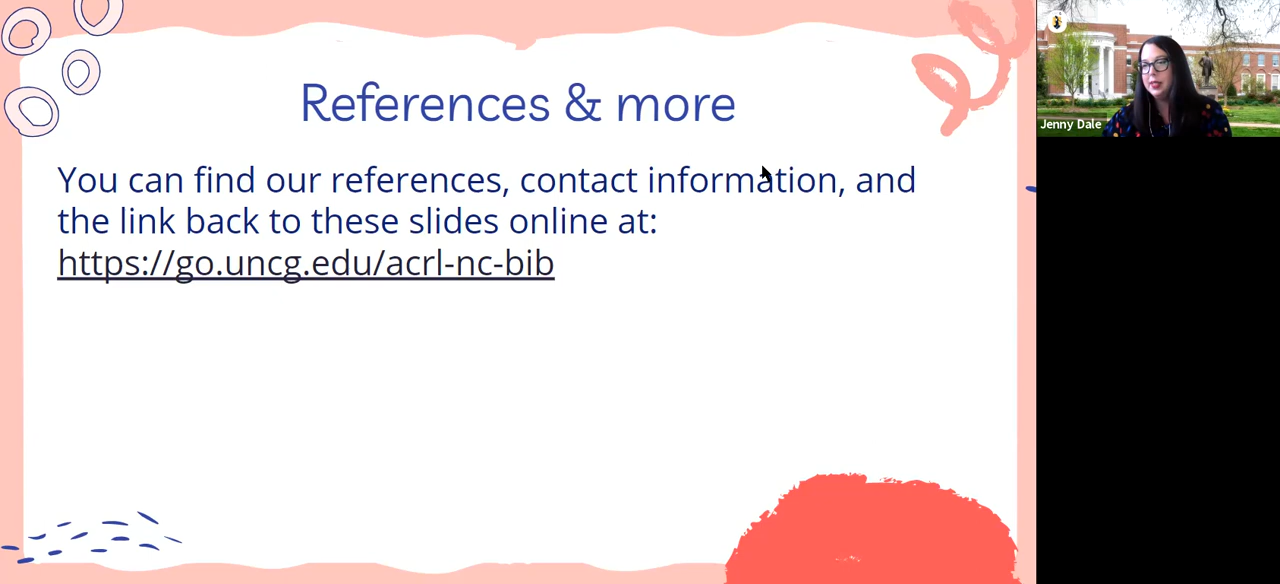 References & more
You can find our references, contact information, and
the link back to these slides online at:
https://go.uncg.edu/acrl-nc-bib
Jenny Dale